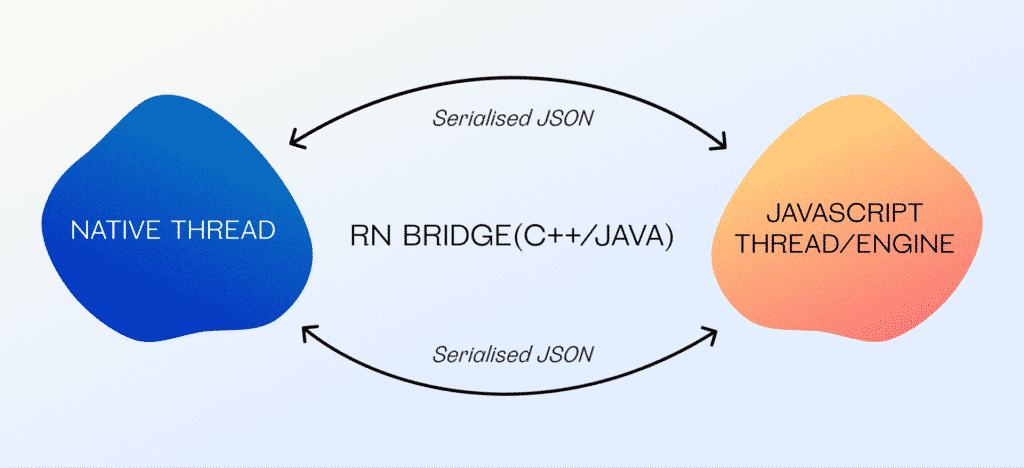 Serialised JSON
NATIVE THREAD
RN BRIDGE(C++/JAVA)
JAVASCRIPT
THREAD/ENGINE
Serialised JSON